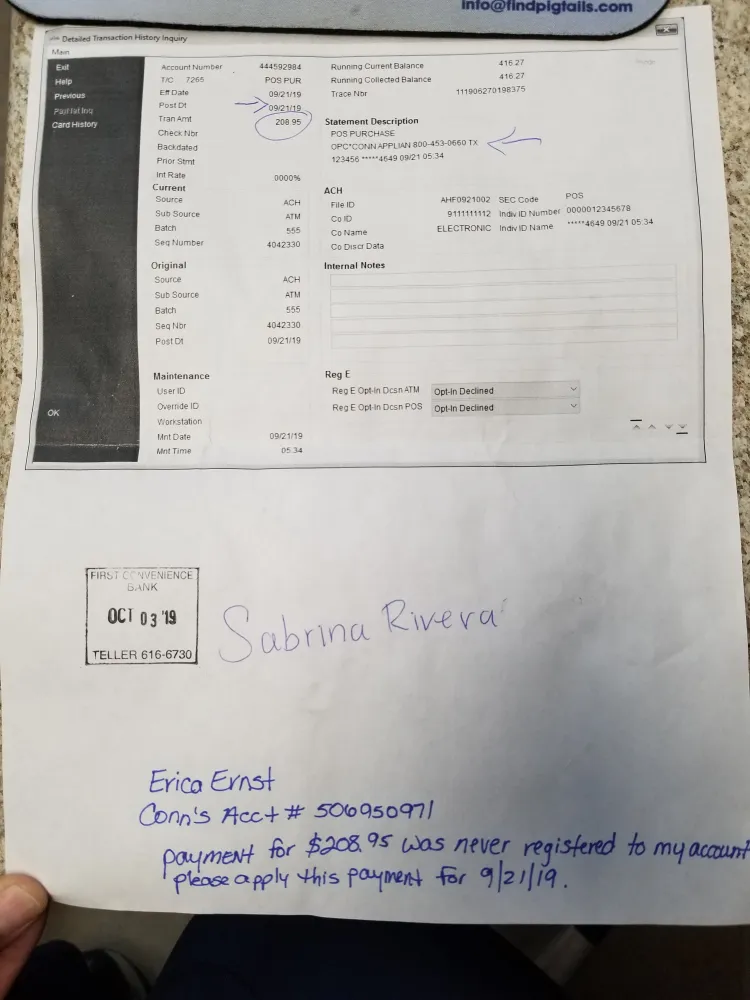 info@findpigtails.com
Detailed Transaction History Inquiry
Main
Exit
Help
Previous
Card History
OK
Account Number 444592984
T/C 7265 POS PUR
Eff Date 09/21/19
Post Dt 09/21/19
Tran Amt 208.95
Check Nbr
Backdated
Prior Stmt
Int Rate 0000%
Current
Source ACH
Sub Source ATM
Batch 555
Seq Number 4042330
Original
Source ACH
Sub Source ATM
Batch 555
Seq Nbr 4042330
Post Dt 09/21/19
Maintenance
User ID
Override ID
Workstation
Mnt Date 09/21/19
Mnt Time 05:34
Running Current Balance 416.27
Running Collected Balance 416.27
Trace Nbr 111906270198375
Statement Description
POS PURCHASE
OPC*CONN APPLIAN 800-453-0660 TX
123456 *****4649 09/21 05:34
ACH
File ID AHF0921002 SEC Code POS
Co ID 9111111112 Indiv ID Number 0000012345678
Co Name ELECTRONIC Indiv ID Name *****4649 09/21 05:34
Co Discr Data
Internal Notes
Reg E
Reg E Opt-In Dcsn ATM Opt-In Declined
Reg E Opt-In Dcsn POS Opt-In Declined
FIRST CONVENIENCE
BANK
OCT 03 '19
TELLER 616-6730
Sabrina Rivera
Erica Ernst
Conn's Acct # 506950971
payment for $208.95 was never registered to my account
please apply this payment for 9/21/19.